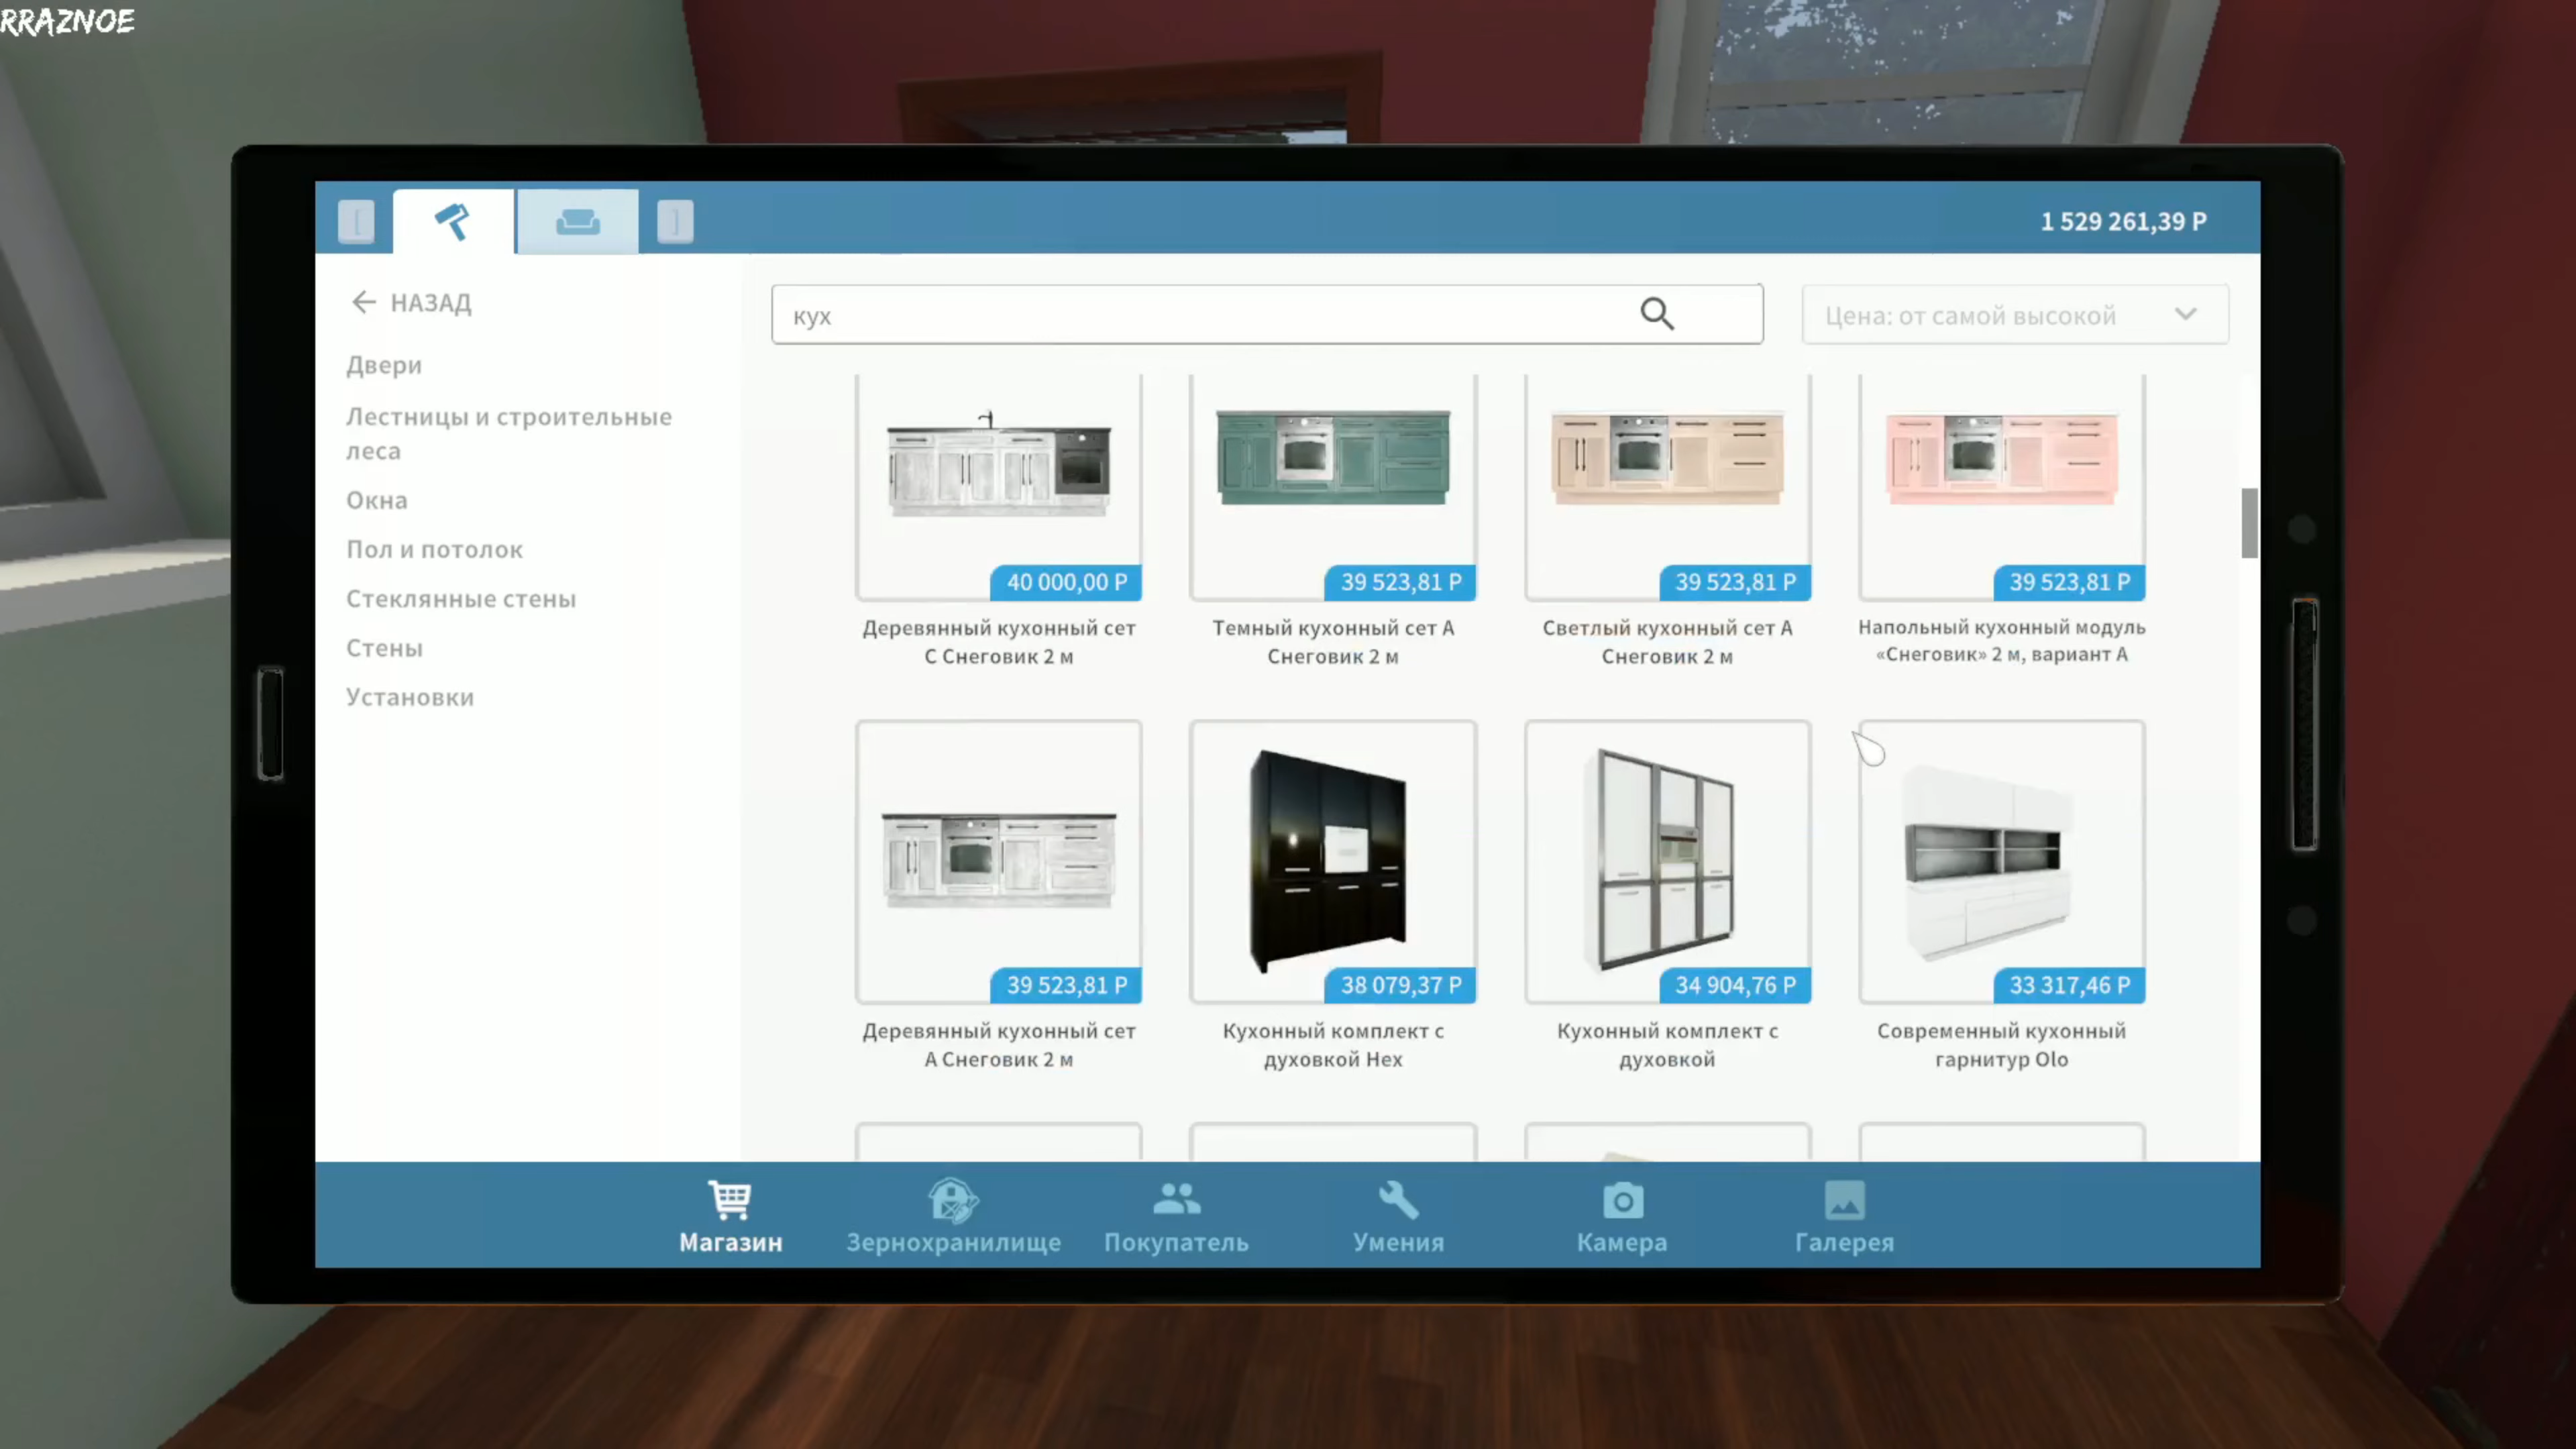 RRAZNOE
1 529 261,39 Р
НАЗАД
кух
Цена: от самой высокой
Двери
Лестницы и строительные
леса
Окна
Пол и потолок
Стеклянные стены
Стены
Установки
40 000,00 Р
39 523,81 Р
39 523,81 Р
39 523,81 Р
Деревянный кухонный сет
С Снеговик 2 м
Темный кухонный сет А
Снеговик 2 м
Светлый кухонный сет А
Снеговик 2 м
Напольный кухонный модуль
«Снеговик» 2 м, вариант А
39 523,81 Р
38 079,37 Р
34 904,76 Р
33 317,46 Р
Деревянный кухонный сет
А Снеговик 2 м
Кухонный комплект с
духовкой Hex
Кухонный комплект с
духовкой
Современный кухонный
гарнитур Olo
Магазин
Зернохранилище
Покупатель
Умения
Камера
Галерея